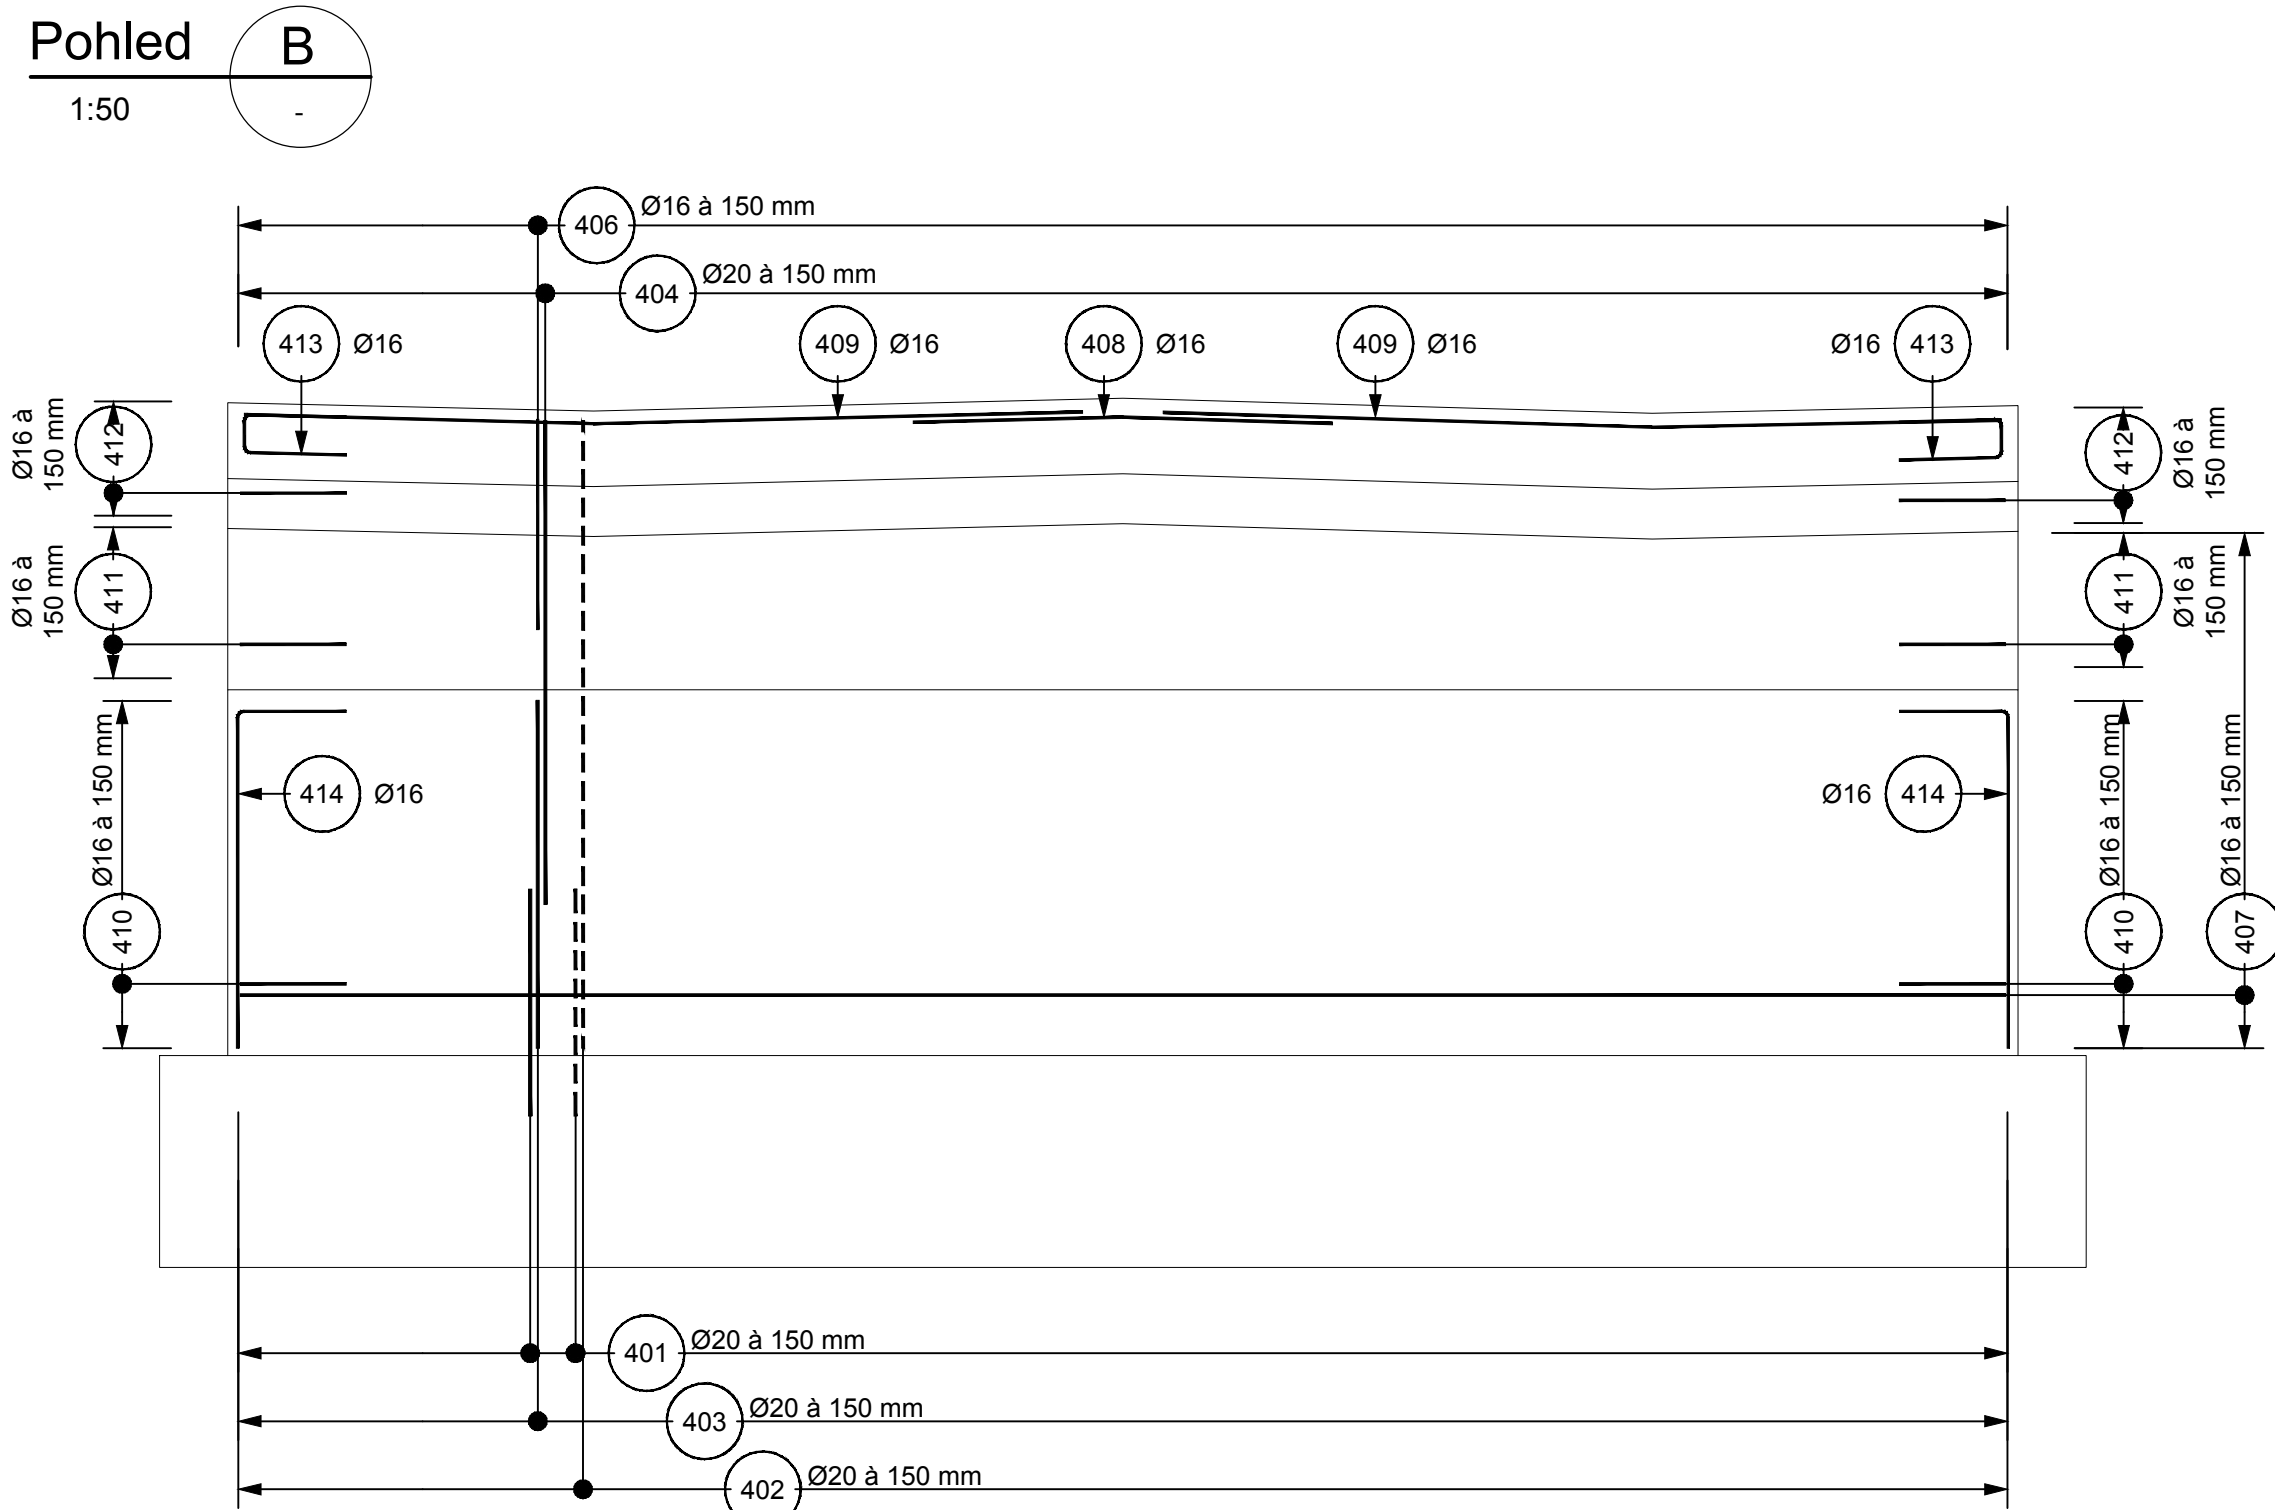 Pohled
B
1:50
-
406
Ø16 à 150 mm
404
Ø20 à 150 mm
413
Ø16
409
Ø16
408
Ø16
409
Ø16
Ø16
413
Ø16 à
150 mm
412
412
Ø16 à
150 mm
Ø16 à
150 mm
411
411
Ø16 à
150 mm
Ø16 à 150 mm
410
414
Ø16
Ø16
414
Ø16 à 150 mm
410
Ø16 à 150 mm
407
401
Ø20 à 150 mm
403
Ø20 à 150 mm
402
Ø20 à 150 mm